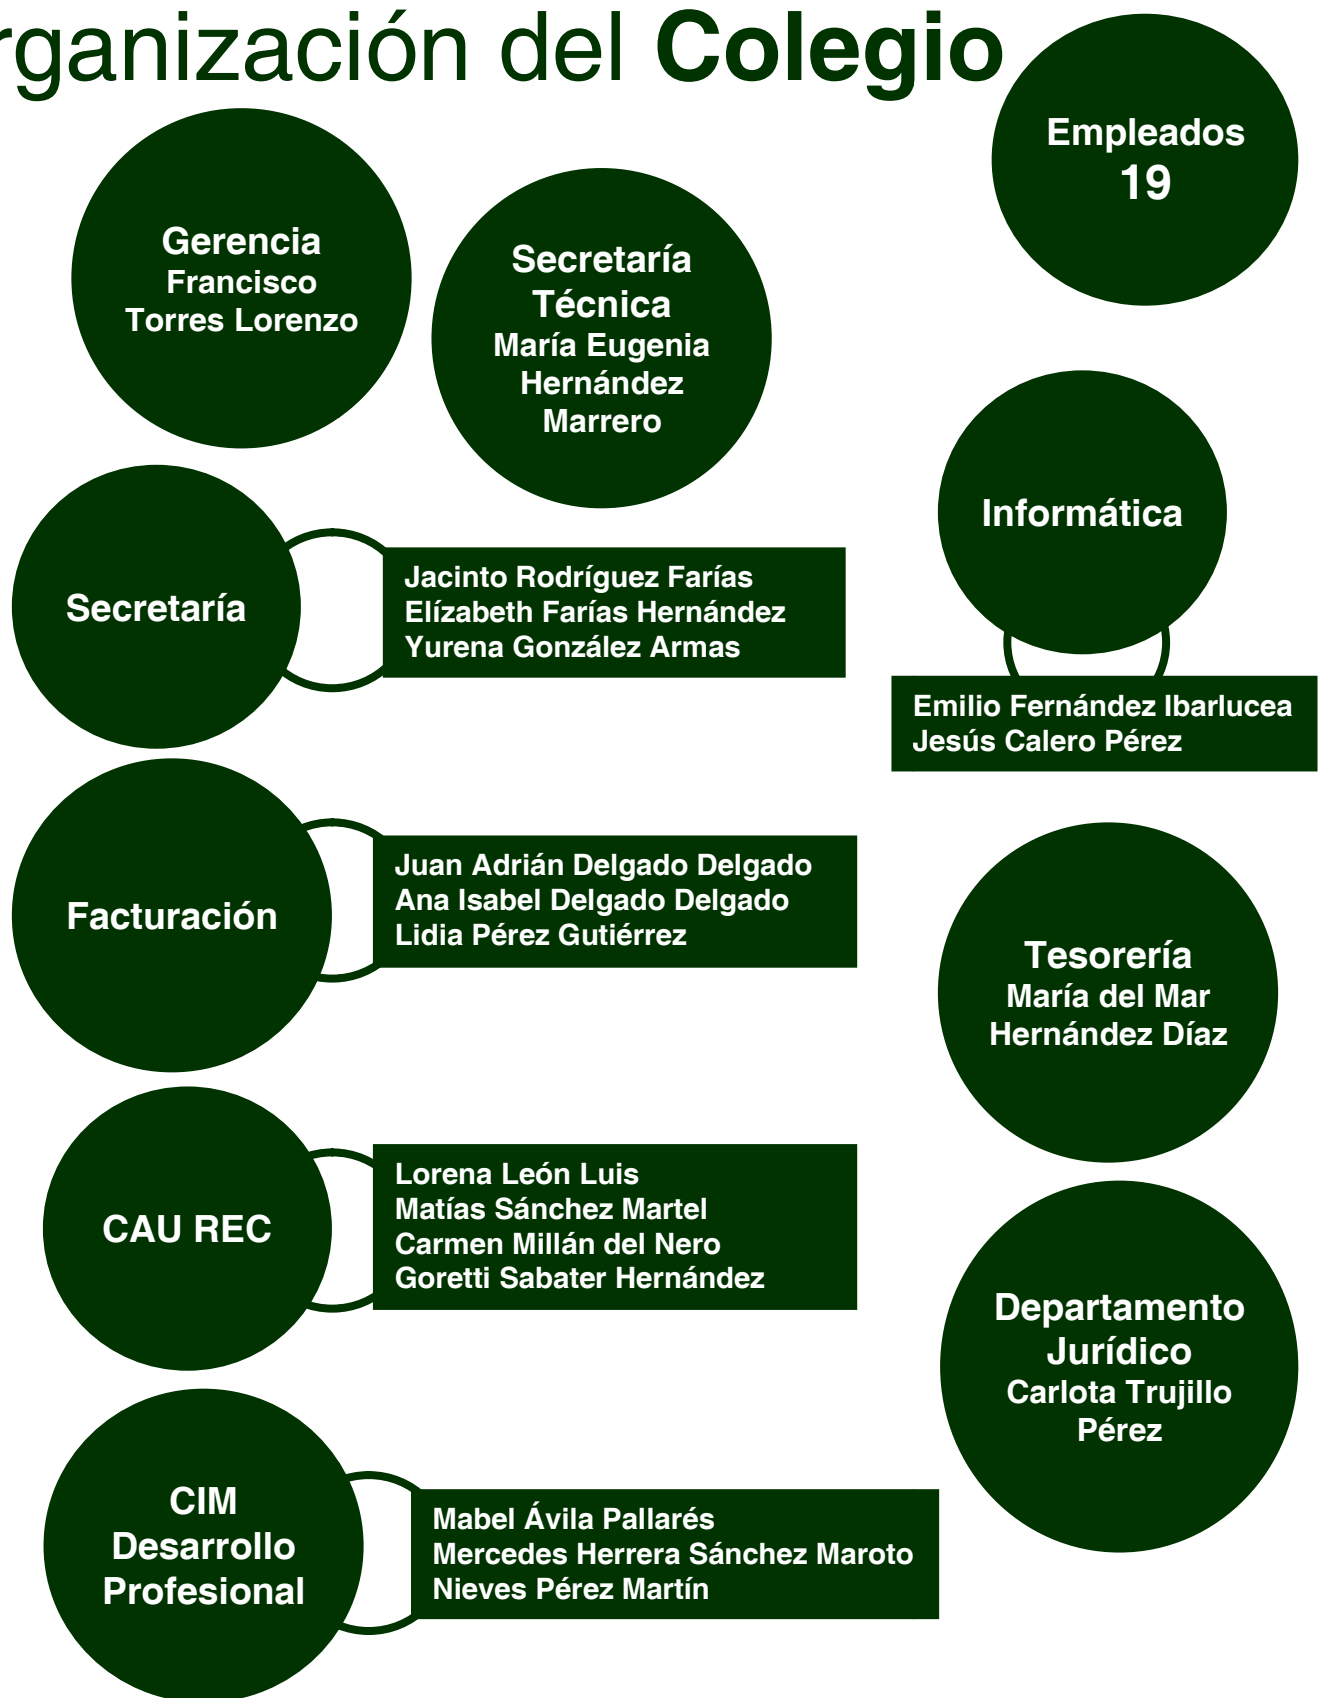 rganización del Colegio
Empleados
19
Gerencia
Francisco
Torres Lorenzo
Secretaría
Técnica
María Eugenia
Hernández
Marrero
Informática
Emilio Fernández Ibarlucea
Jesús Calero Pérez
Secretaría
Jacinto Rodríguez Farías
Elízabeth Farías Hernández
Yurena González Armas
Facturación
Juan Adrián Delgado Delgado
Ana Isabel Delgado Delgado
Lidia Pérez Gutiérrez
Tesorería
María del Mar
Hernández Díaz
CAU REC
Lorena León Luis
Matías Sánchez Martel
Carmen Millán del Nero
Goretti Sabater Hernández
Departamento
Jurídico
Carlota Trujillo
Pérez
CIM
Desarrollo
Profesional
Mabel Ávila Pallarés
Mercedes Herrera Sánchez Maroto
Nieves Pérez Martín